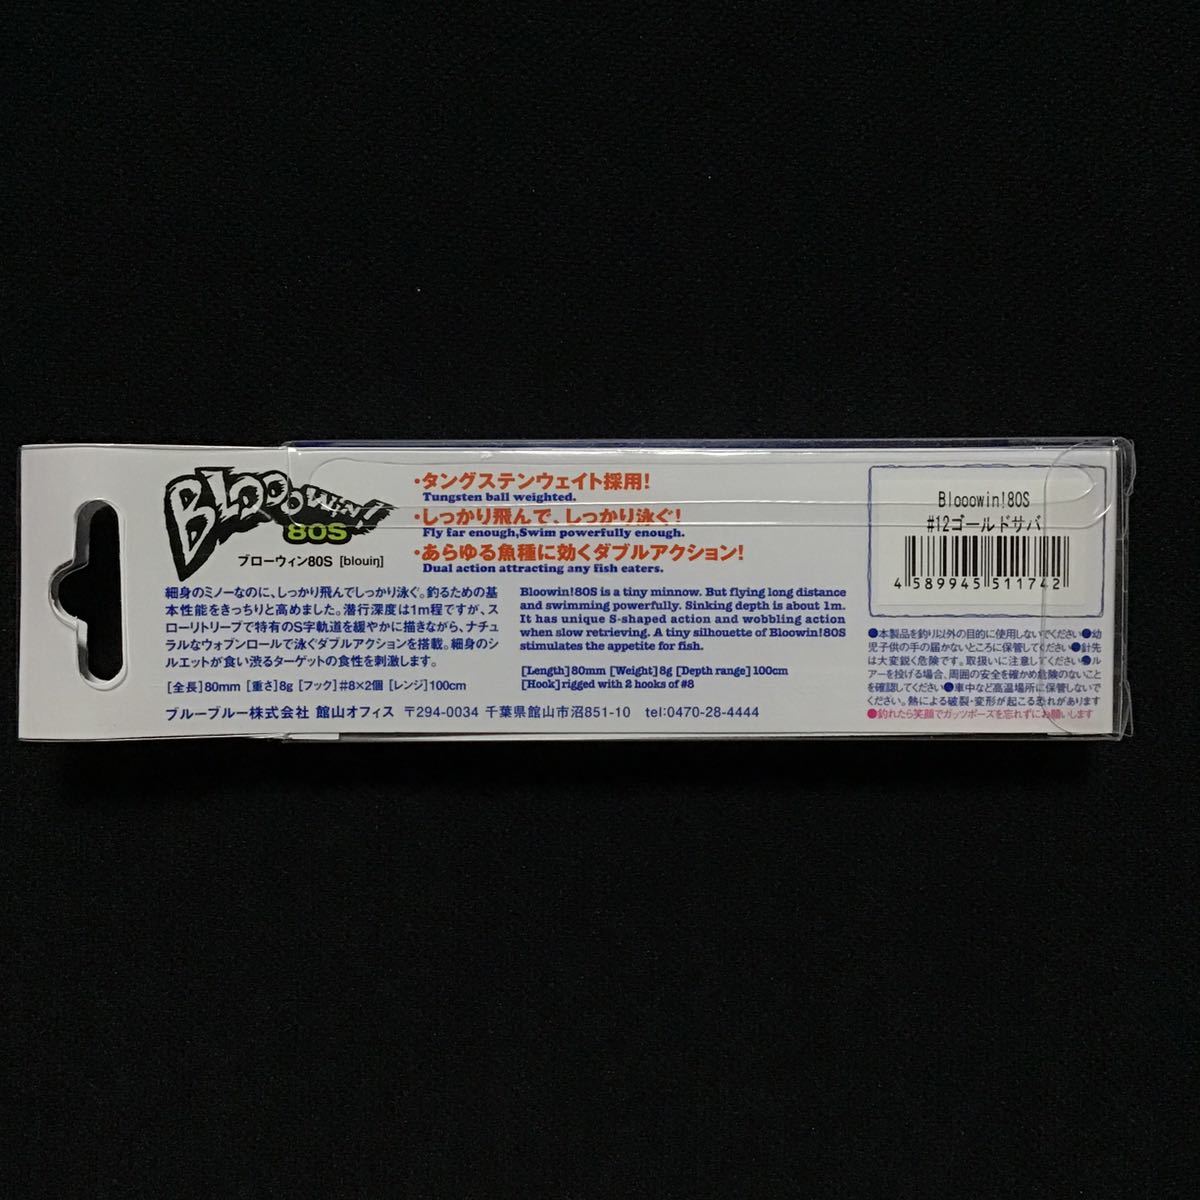 BLOOOWIN!
80S
ブローウィン80S [blouiŋ]
・タングステンウェイト採用!
Tungsten ball weighted.
・しっかり飛んで、しっかり泳ぐ!
Fly far enough,Swim powerfully enough.
・あらゆる魚種に効くダブルアクション!
Dual action attracting any fish eaters.
細身のミノーなのに、しっかり飛んでしっかり泳ぐ。釣るための基
本性能をきっちりと高めました。潜行深度は1m程ですが、ス
ローリトリーブで特有のS字軌道を緩やかに描きながら、ナチュ
ラルなウォブンロールで泳ぐダブルアクションを搭載。細身のシ
ルエットが食い渋るターゲットの食性を刺激します。
[全長]80mm [重さ]8g [フック]#8×2個 [レンジ]100cm
Bloowin!80S is a tiny minnow. But flying long distance
and swimming powerfully. Sinking depth is about 1m.
It has unique S-shaped action and wobbling action
when slow retrieving. A tiny silhouette of Bloowin!80S
stimulates the appetite for fish.
[Length]80mm [Weight]8g [Depth range]100cm
[Hook]rigged with 2 hooks of #8
ブルーブルー株式会社 館山オフィス 〒294-0034 千葉県館山市沼851-10 tel:0470-28-4444
Blooowin!80S
#12ゴールドサバ
4 589945 511742
●本製品を釣り以外の目的に使用しないでください●幼
児子供の手の届かないところに保管してください●針先
は大変鋭く危険です。取扱いに注意してください●ル
アーを投げる場合、周囲の安全を確かめ危険のないこと
を確認してください●車中など高温場所に保管しないで
ください。熱による破裂・変形が起こる恐れがあります
●釣れたら笑顔でガッツポーズを忘れずにお願いします